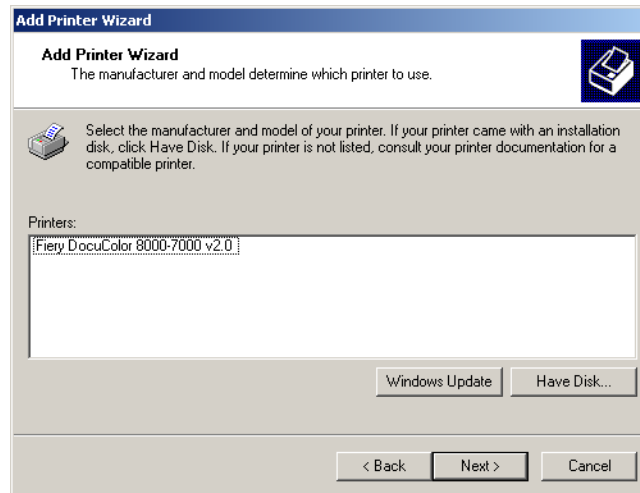 Add Printer Wizard
Add Printer Wizard
The manufacturer and model determine which printer to use.
Select the manufacturer and model of your printer. If your printer came with an installation
disk, click Have Disk. If your printer is not listed, consult your printer documentation for a
compatible printer.
Printers:
Fiery DocuColor 8000-7000 v2.0
Windows Update
Have Disk...
< Back
Next >
Cancel